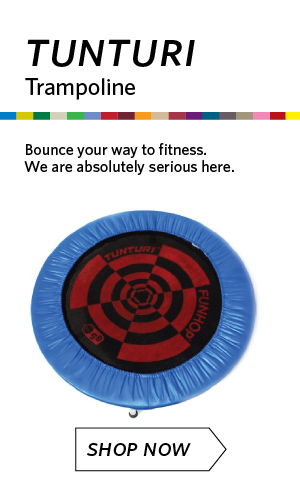 TUNTURI
Trampoline
Bounce your way to fitness.
We are absolutely serious here.
TUNTURI
FUNHOP
SHOP NOW